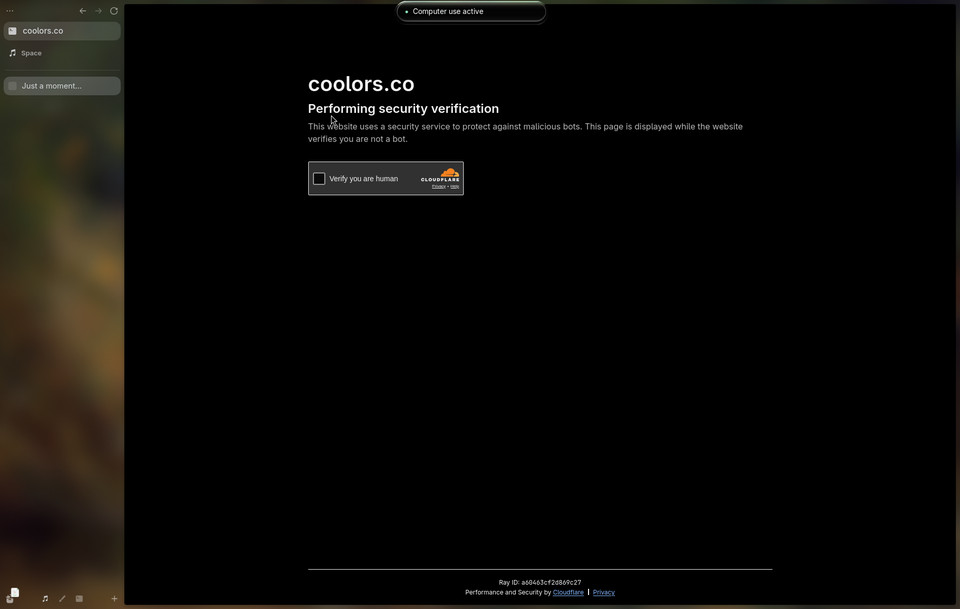 coolors.co
Space
Just a moment...
Computer use active
coolors.co
Performing security verification
This website uses a security service to protect against malicious bots. This page is displayed while the website
verifies you are not a bot.
Verify you are human
CLOUDFLARE
Privacy • Help
Ray ID: a60463cf2d869c27
Performance and Security by Cloudflare | Privacy